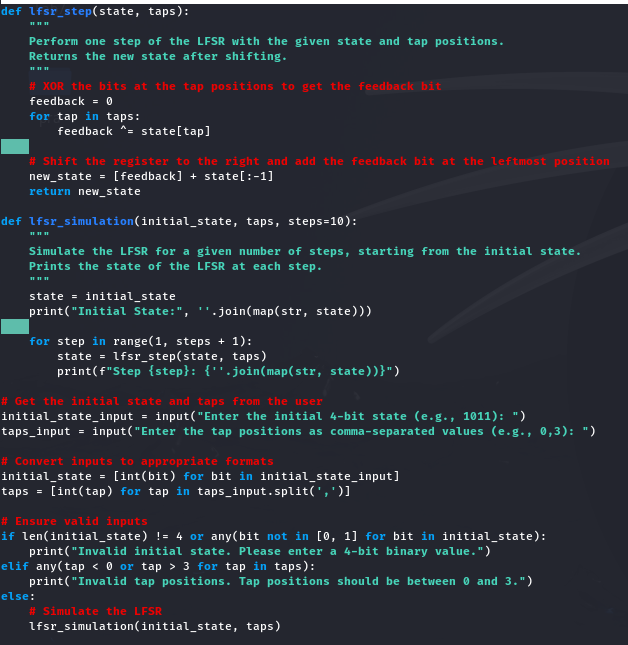 def lfsr_step(state, taps):
    """
    Perform one step of the LFSR with the given state and tap positions.
    Returns the new state after shifting.
    """
    # XOR the bits at the tap positions to get the feedback bit
    feedback = 0
    for tap in taps:
        feedback ^= state[tap]

    # Shift the register to the right and add the feedback bit at the leftmost position
    new_state = [feedback] + state[:-1]
    return new_state

def lfsr_simulation(initial_state, taps, steps=10):
    """
    Simulate the LFSR for a given number of steps, starting from the initial state.
    Prints the state of the LFSR at each step.
    """
    state = initial_state
    print("Initial State:", ''.join(map(str, state)))

    for step in range(1, steps + 1):
        state = lfsr_step(state, taps)
        print(f"Step {step}: {''.join(map(str, state))}")

# Get the initial state and taps from the user
initial_state_input = input("Enter the initial 4-bit state (e.g., 1011): ")
taps_input = input("Enter the tap positions as comma-separated values (e.g., 0,3): ")

# Convert inputs to appropriate formats
initial_state = [int(bit) for bit in initial_state_input]
taps = [int(tap) for tap in taps_input.split(',')]

# Ensure valid inputs
if len(initial_state) != 4 or any(bit not in [0, 1] for bit in initial_state):
    print("Invalid initial state. Please enter a 4-bit binary value.")
elif any(tap < 0 or tap > 3 for tap in taps):
    print("Invalid tap positions. Tap positions should be between 0 and 3.")
else:
    # Simulate the LFSR
    lfsr_simulation(initial_state, taps)